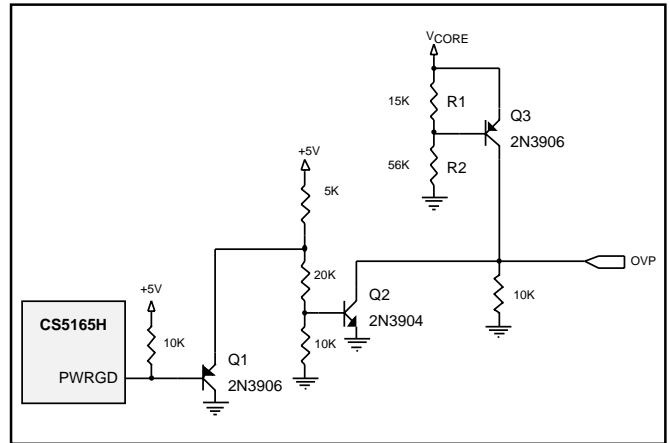 VCORE
15K
R1
Q3
2N3906
56K
R2
+5V
5K
OVP
20K
Q2
2N3904
10K
+5V
10K
10K
CS5165H
PWRGD
Q1
2N3906